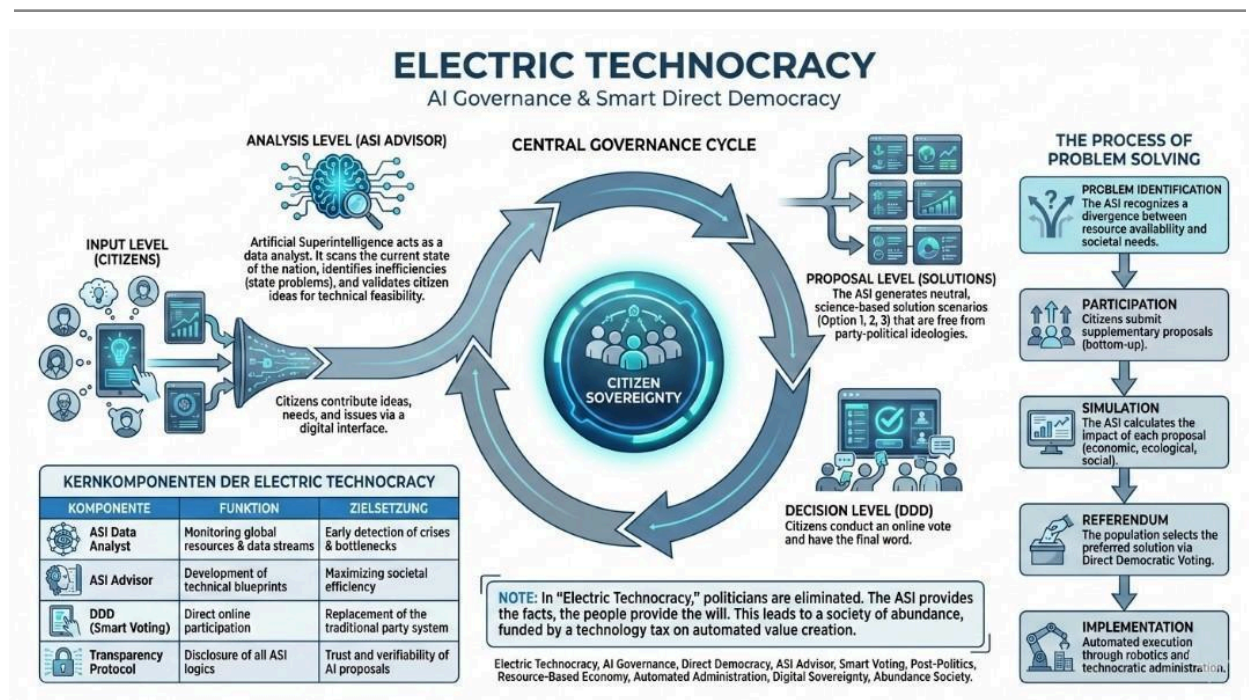 ELECTRIC TECHNOCRACY
AI Governance & Smart Direct Democracy
INPUT LEVEL
(CITIZENS)
Citizens contribute ideas,
needs, and issues via a
digital interface.
ANALYSIS LEVEL (ASI ADVISOR)
Artificial Superintelligence acts as a
data analyst. It scans the current state
of the nation, identifies inefficiencies
(state problems), and validates citizen
ideas for technical feasibility.
CENTRAL GOVERNANCE CYCLE
CITIZEN
SOVEREIGNTY
PROPOSAL LEVEL (SOLUTIONS)
The ASI generates neutral,
science-based solution scenarios
(Option 1, 2, 3) that are free from
party-political ideologies.
DECISION LEVEL (DDD)
Citizens conduct an online vote
and have the final word.
THE PROCESS OF
PROBLEM SOLVING
?
PROBLEM IDENTIFICATION
The ASI recognizes a
divergence between
resource availability and
societal needs.
PARTICIPATION
Citizens submit
supplementary proposals
(bottom-up).
SIMULATION
The ASI calculates the
impact of each proposal
(economic, ecological,
social).
REFERENDUM
The population selects the
preferred solution via
Direct Democratic Voting.
IMPLEMENTATION
Automated execution
through robotics and
technocratic administration.
KERNKOMPONENTEN DER ELECTRIC TECHNOCRACY
KOMPONENTE FUNKTION ZIELSETZUNG
ASI Data Analyst Monitoring global resources & data streams Early detection of crises & bottlenecks
ASI Advisor Development of technical blueprints Maximizing societal efficiency
DDD (Smart Voting) Direct online participation Replacement of the traditional party system
Transparency Protocol Disclosure of all ASI logics Trust and verifiability of AI proposals
NOTE: In “Electric Technocracy,” politicians are eliminated. The ASI provides
the facts, the people provide the will. This leads to a society of abundance,
funded by a technology tax on automated value creation.
Electric Technocracy, AI Governance, Direct Democracy, ASI Advisor, Smart Voting, Post-Politics,
Resource-Based Economy, Automated Administration, Digital Sovereignty, Abundance Society.